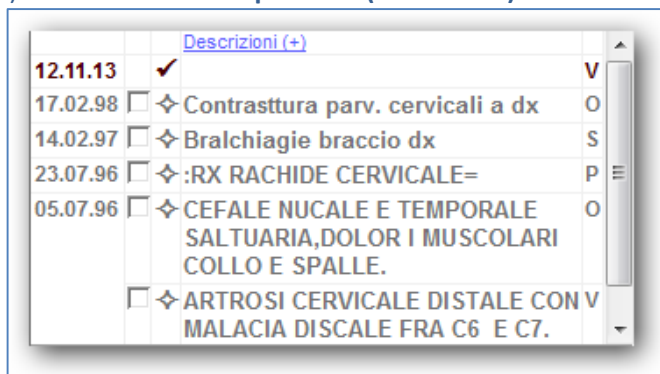 Descrizioni (+)
12.11.13 ✓ V
17.02.98 Contrasttura parv. cervicali a dx O
14.02.97 Bralchiagie braccio dx S
23.07.96 :RX RACHIDE CERVICALE= P
05.07.96 CEFALE NUCALE E TEMPORALE O
SALTUARIA,DOLOR I MUSCOLARI
COLLO E SPALLE.
ARTROSI CERVICALE DISTALE CON V
MALACIA DISCALE FRA C6 E C7.